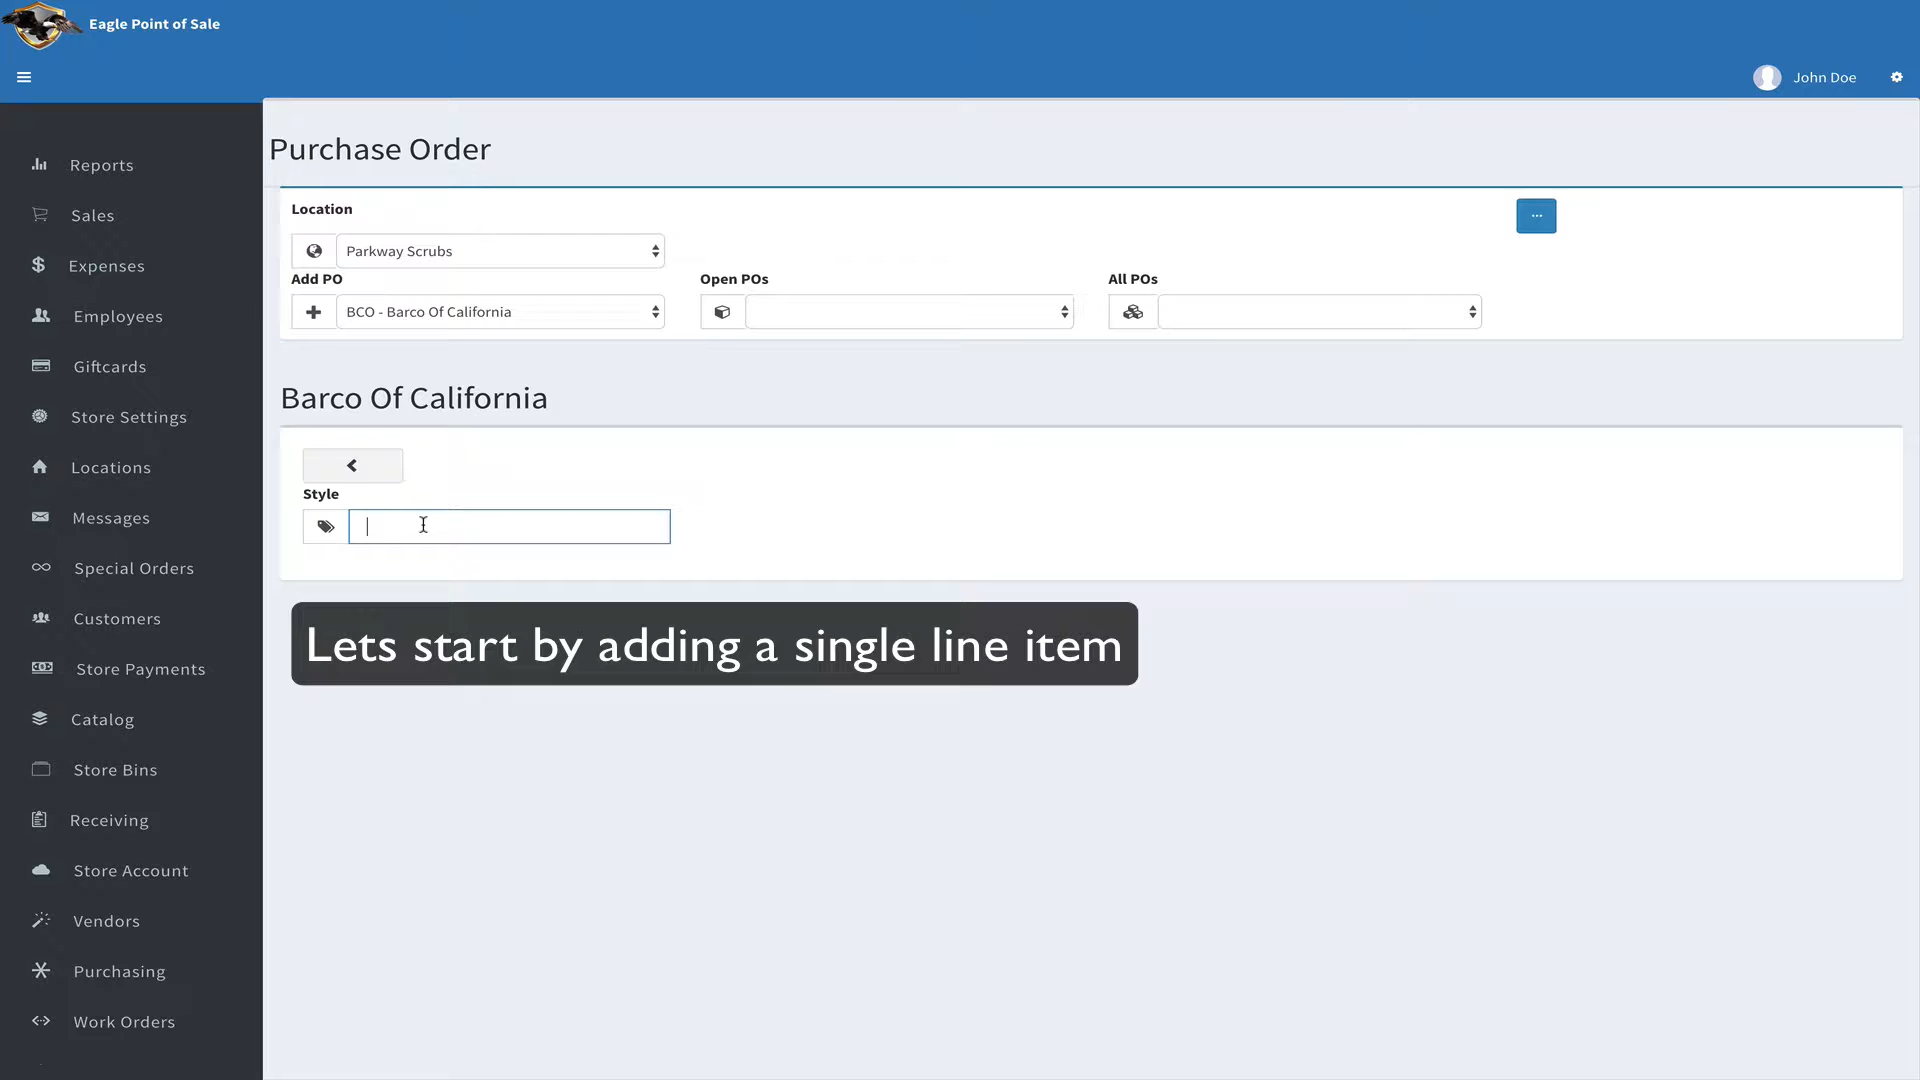 Eagle Point of Sale
John Doe
Reports
Sales
Expenses
Employees
Giftcards
Store Settings
Locations
Messages
Special Orders
Customers
Store Payments
Catalog
Store Bins
Receiving
Store Account
Vendors
Purchasing
Work Orders
Purchase Order
Location
...
Parkway Scrubs
Add PO
Open POs
All POs
BCO - Barco Of California
Barco Of California
Style
Lets start by adding a single line item